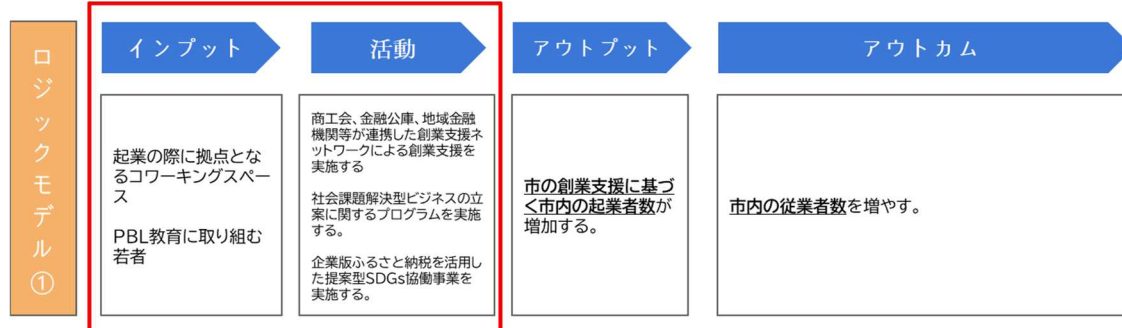 ロジックモデル①
インプット
活動
アウトプット
アウトカム
起業の際に拠点とな
るコワーキングスペー
ス
PBL教育に取り組む
若者
商工会、金融公庫、地域金融
機関等が連携した創業支援ネ
ットワークによる創業支援を
実施する
社会課題解決型ビジネスの立
案に関するプログラムを実施
する。
企業版ふるさと納税を活用し
た提案型SDGs協働事業を
実施する。
市の創業支援に基づ
く市内の起業者数が
増加する。
市内の従業者数を増やす。